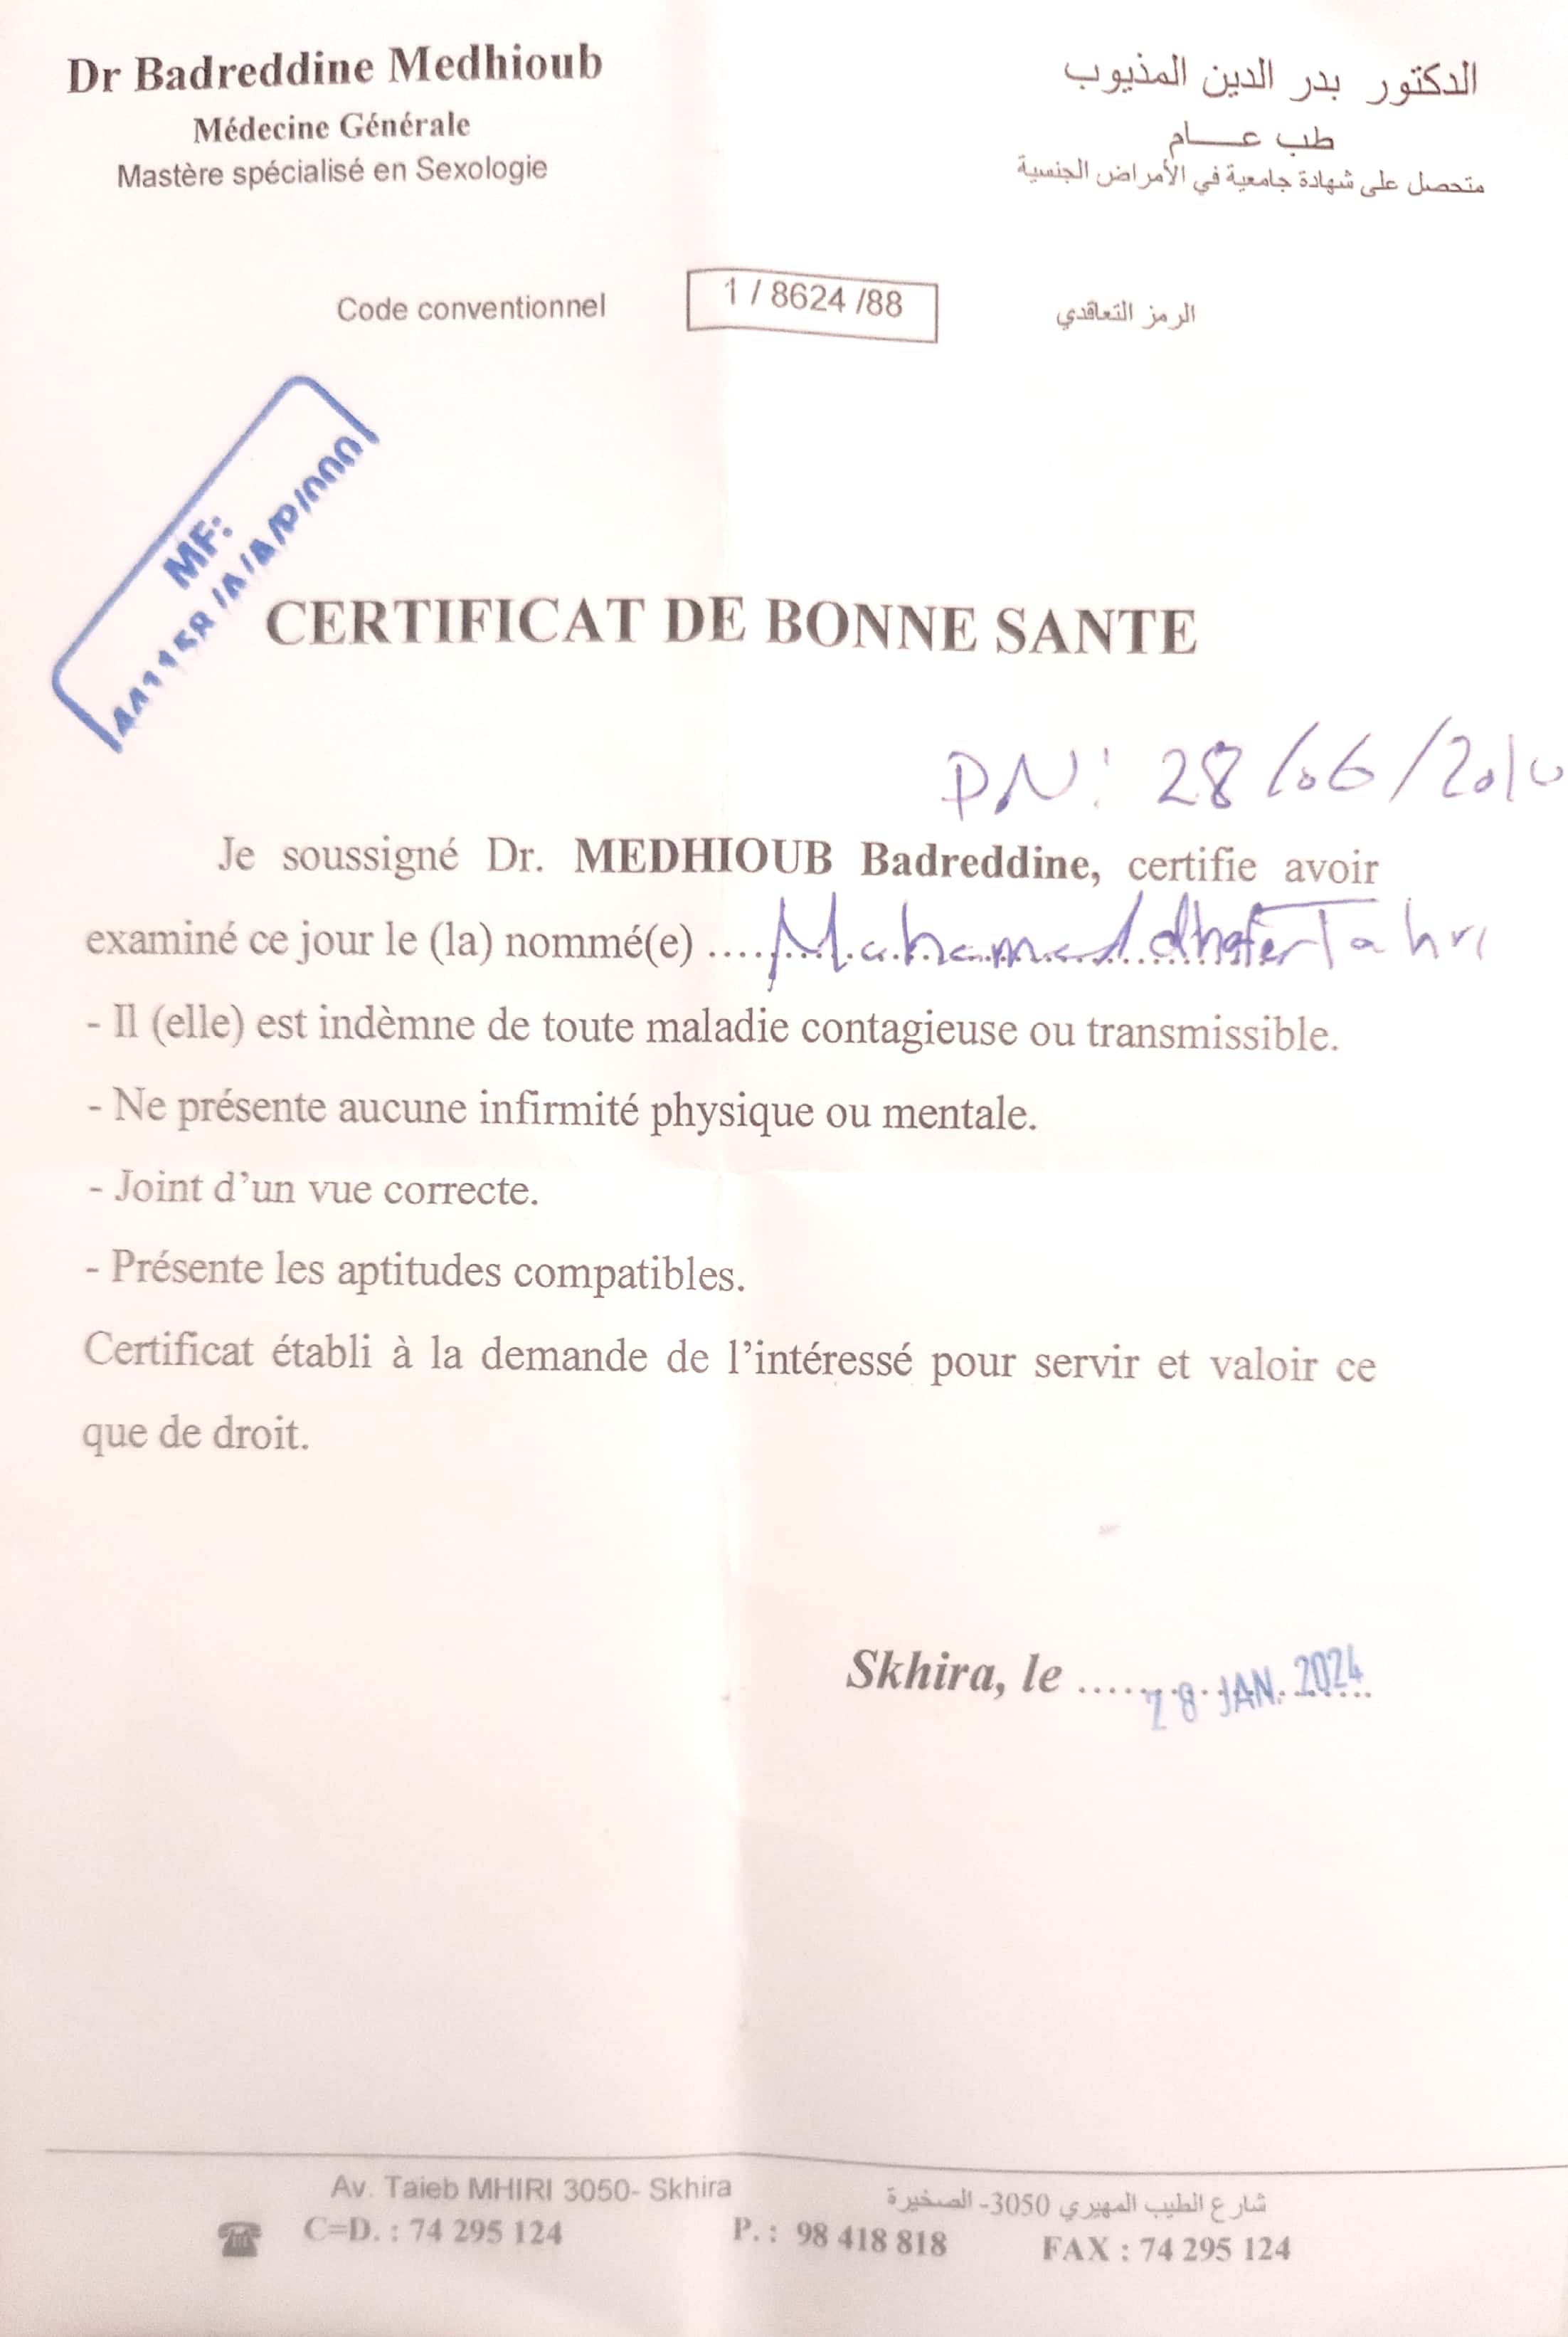 Dr Badreddine Medhioub
Médecine Générale
Mastère spécialisé en Sexologie
الدكتور بدر الدين المذيوب
طب عــــام
متحصل على شهادة جامعية في الأمراض الجنسية
Code conventionnel 1 / 8624 /88 الرمز التعاقدي
MF:
CERTIFICAT DE BONNE SANTE
DN: 28/06/2010
Je soussigné Dr. MEDHIOUB Badreddine, certifie avoir
examiné ce jour le (la) nommé(e) .... Mohamed dhafer Tahri
- Il (elle) est indèmne de toute maladie contagieuse ou transmissible.
- Ne présente aucune infirmité physique ou mentale.
- Joint d’un vue correcte.
- Présente les aptitudes compatibles.
Certificat établi à la demande de l’intéressé pour servir et valoir ce
que de droit.
Skhira, le ...... 28 JAN. 2024
Av. Taieb MHIRI 3050- Skhira شارع الطيب المهيري 3050- الصخيرة
C=D. : 74 295 124 P. : 98 418 818 FAX : 74 295 124